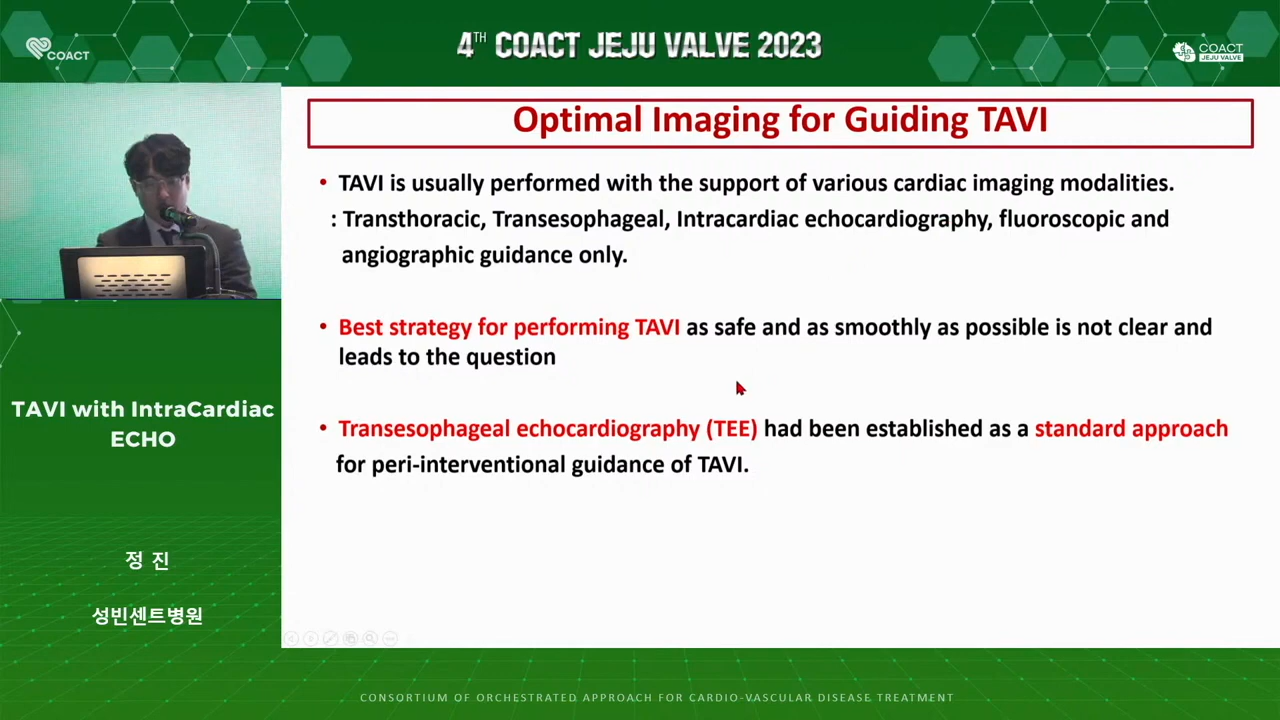 COACT
4TH COACT JEJU VALVE 2023
COACT
JEJU VALVE
Optimal Imaging for Guiding TAVI
• TAVI is usually performed with the support of various cardiac imaging modalities.
: Transthoracic, Transesophageal, Intracardiac echocardiography, fluoroscopic and
angiographic guidance only.
• Best strategy for performing TAVI as safe and as smoothly as possible is not clear and
leads to the question
• Transesophageal echocardiography (TEE) had been established as a standard approach
for peri-interventional guidance of TAVI.
TAVI with IntraCardiac
ECHO
정 진
성빈센트병원
CONSORTIUM OF ORCHESTRATED APPROACH FOR CARDIO-VASCULAR DISEASE TREATMENT